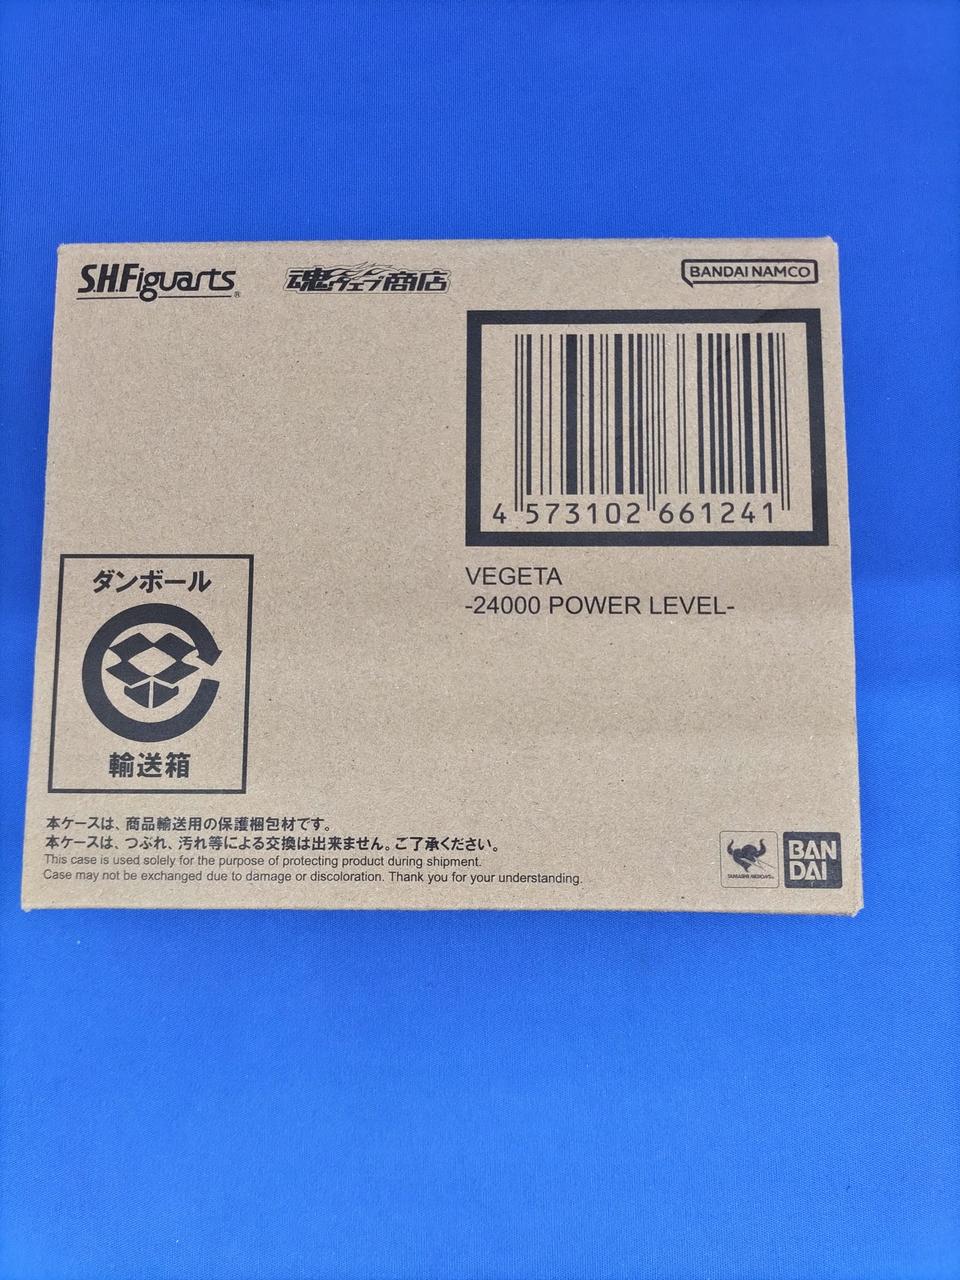 S.H.Figuarts®
魂ウェブ商店
BANDAI NAMCO
4 573102 661241
VEGETA
-24000 POWER LEVEL-
ダンボール
輸送箱
本ケースは、商品輸送用の保護梱包材です。
本ケースは、つぶれ、汚れ等による交換は出来ません。ご了承ください。
This case is used solely for the purpose of protecting product during shipment.
Case may not be exchanged due to damage or discoloration. Thank you for your understanding.
TAMASHII NATIONS
BAN
DAI